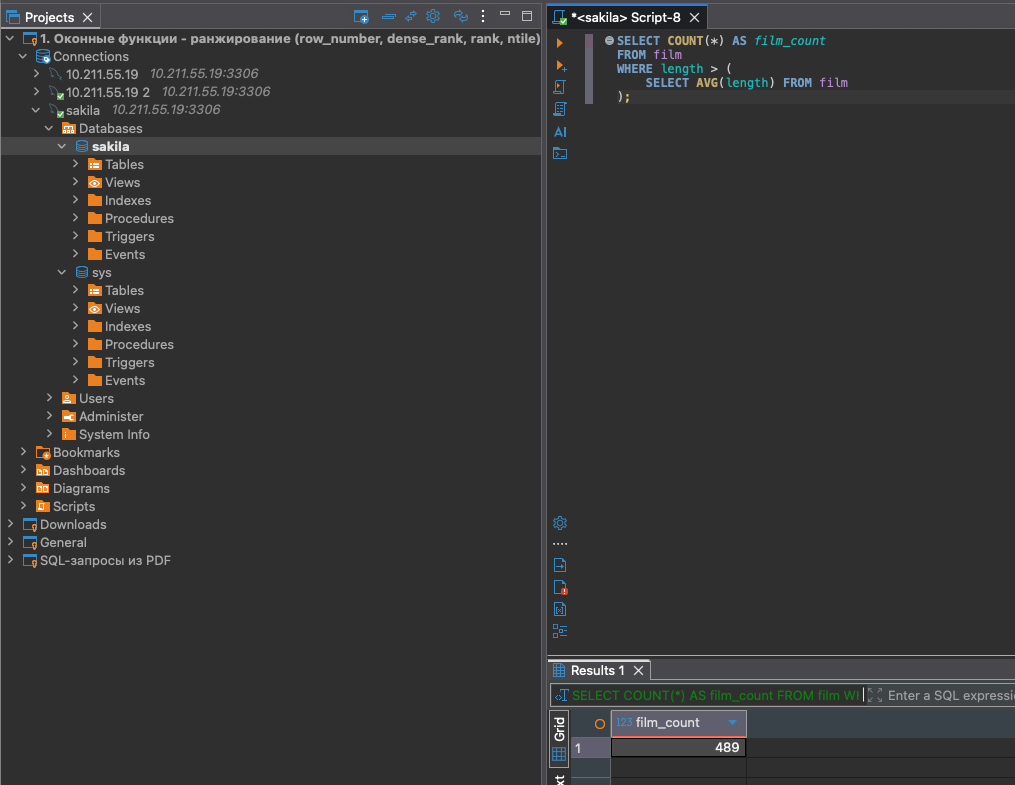 Projects
1. Оконные функции - ранжирование (row_number, dense_rank, rank, ntile)
Connections
10.211.55.19 10.211.55.19:3306
10.211.55.19 2 10.211.55.19:3306
sakila 10.211.55.19:3306
Databases
sakila
Tables
Views
Indexes
Procedures
Triggers
Events
sys
Tables
Views
Indexes
Procedures
Triggers
Events
Users
Administer
System Info
Bookmarks
Dashboards
Diagrams
Scripts
Downloads
General
SQL-запросы из PDF
*<sakila> Script-8
SELECT COUNT(*) AS film_count
FROM film
WHERE length > (
SELECT AVG(length) FROM film
);
AI
Results 1
SELECT COUNT(*) AS film_count FROM film WI
Enter a SQL expressi
Grid
123 film_count
1 489
xt